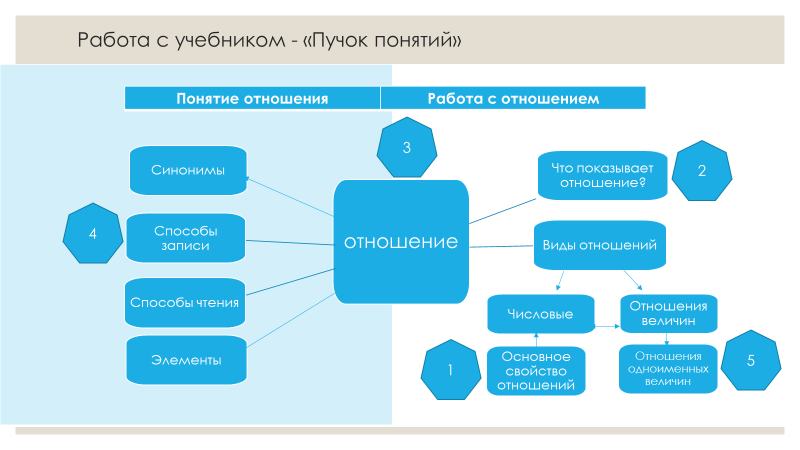 Работа с учебником - «Пучок понятий»
Понятие отношения
Работа с отношением
3
Синонимы
Что показывает
отношение?
2
4
Способы
записи
отношение
Виды отношений
Способы чтения
Числовые
Отношения
величин
Элементы
1
Основное
свойство
отношений
Отношения
одноименных
величин
5